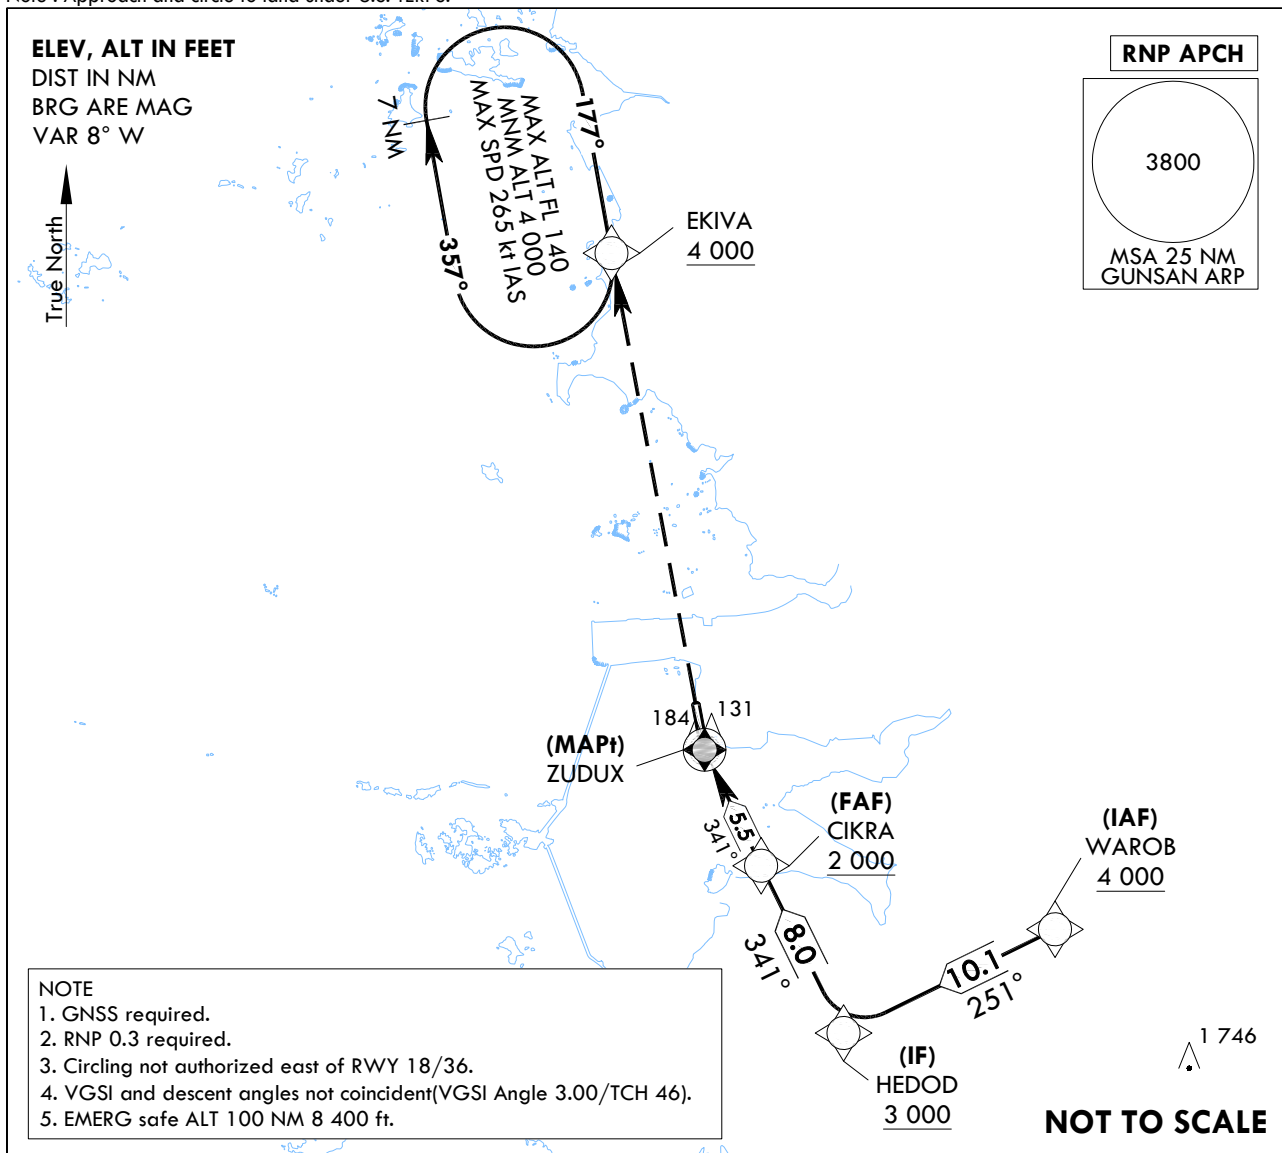 ELEV, ALT IN FEET
DIST IN NM
BRG ARE MAG
VAR 8° W
True North
RNP APCH
3800
MSA 25 NM
GUNSAN ARP
7 NM
177°
MAX ALT FL 140
MNM ALT 4 000
MAX SPD 265 kt IAS
357°
EKIVA
4 000
184
131
(MAPt)
ZUDUX
5.5
341°
(FAF)
CIKRA
2 000
(IAF)
WAROB
4 000
8.0
341°
10.1
251°
(IF)
HEDOD
3 000
1 746
NOTE
1. GNSS required.
2. RNP 0.3 required.
3. Circling not authorized east of RWY 18/36.
4. VGSI and descent angles not coincident(VGSI Angle 3.00/TCH 46).
5. EMERG safe ALT 100 NM 8 400 ft.
NOT TO SCALE